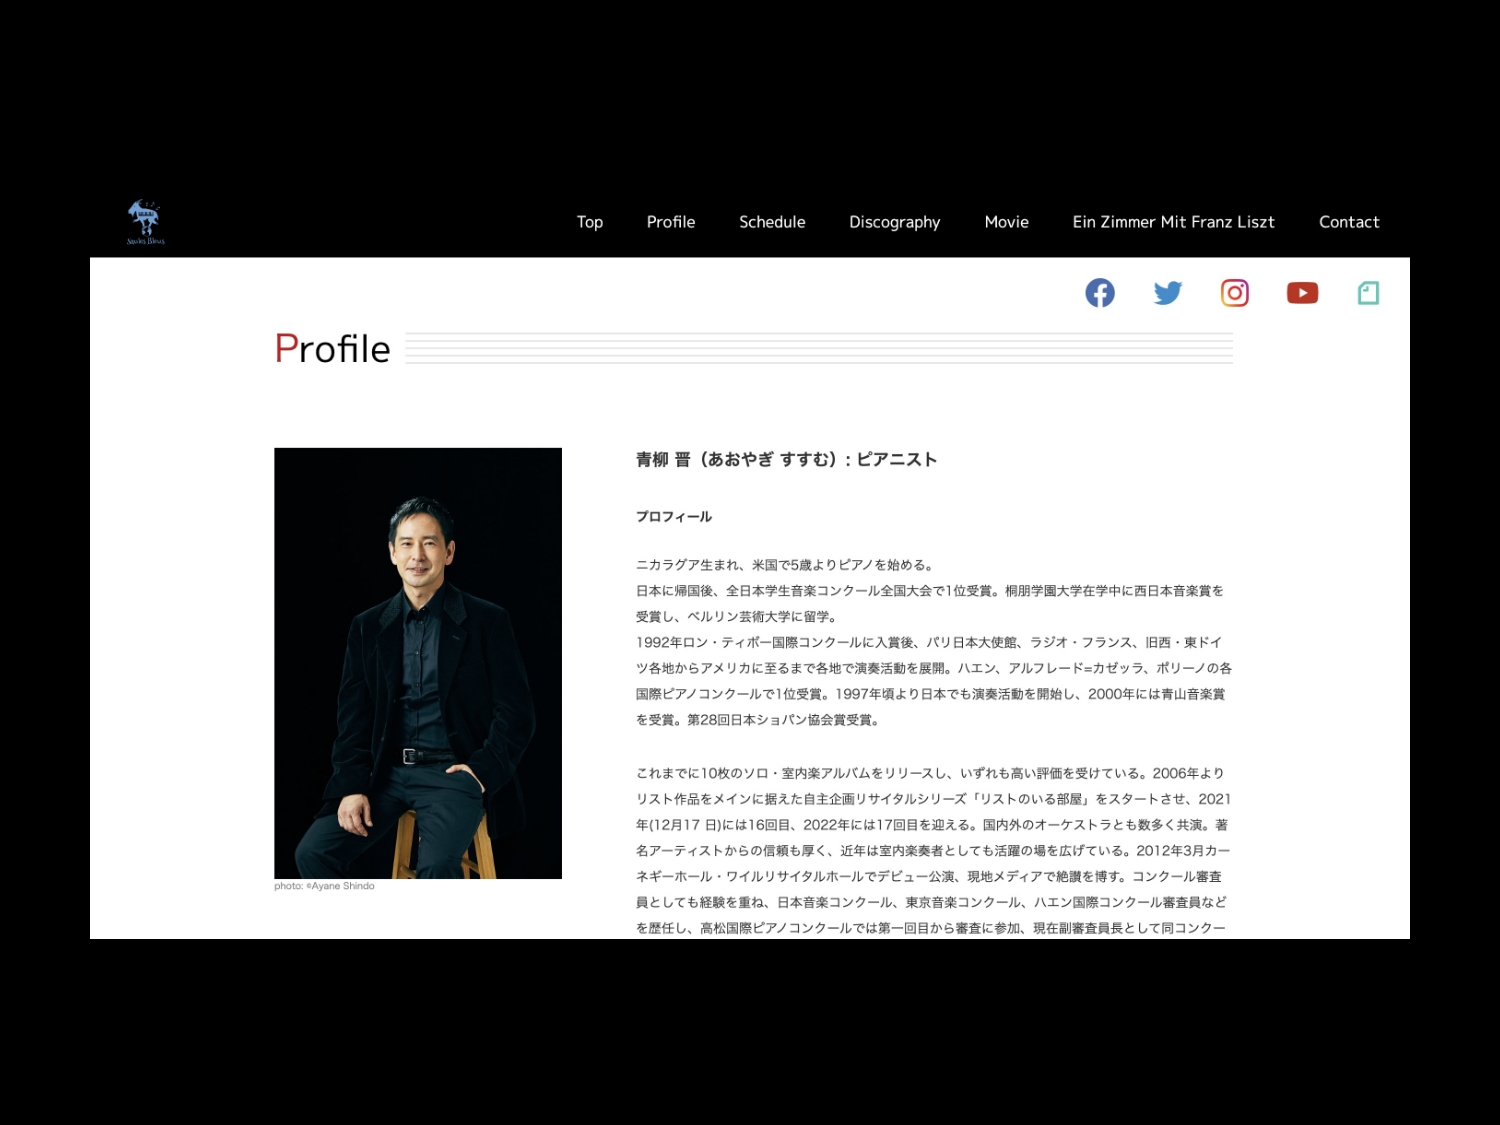 Top Profile Schedule Discography Movie Ein Zimmer Mit Franz Liszt Contact
Profile
青柳 晋（あおやぎ すすむ）: ピアニスト
プロフィール
ニカラグア生まれ、米国で5歳よりピアノを始める。
日本に帰国後、全日本学生音楽コンクール全国大会で1位受賞。桐朋学園大学在学中に西日本音楽賞を
受賞し、ベルリン芸術大学に留学。
1992年ロン・ティボー国際コンクールに入賞後、パリ日本大使館、ラジオ・フランス、旧西・東ドイ
ツ各地からアメリカに至るまで各地で演奏活動を展開。ハエン、アルフレード=カゼッラ、ポリーノの各
国際ピアノコンクールで1位受賞。1997年頃より日本でも演奏活動を開始し、2000年には青山音楽賞
を受賞。第28回日本ショパン協会賞受賞。
これまでに10枚のソロ・室内楽アルバムをリリースし、いずれも高い評価を受けている。2006年より
リスト作品をメインに据えた自主企画リサイタルシリーズ「リストのいる部屋」をスタートさせ、2021
年(12月17 日)には16回目、2022年には17回目を迎える。国内外のオーケストラとも数多く共演。著
名アーティストからの信頼も厚く、近年は室内楽奏者としても活躍の場を広げている。2012年3月カー
ネギーホール・ワイルリサイタルホールでデビュー公演、現地メディアで絶讃を博す。コンクール審査
員としても経験を重ね、日本音楽コンクール、東京音楽コンクール、ハエン国際コンクール審査員など
を歴任し、高松国際ピアノコンクールでは第一回目から審査に参加、現在副審査員長として同コンクー
photo: ©Ayane Shindo